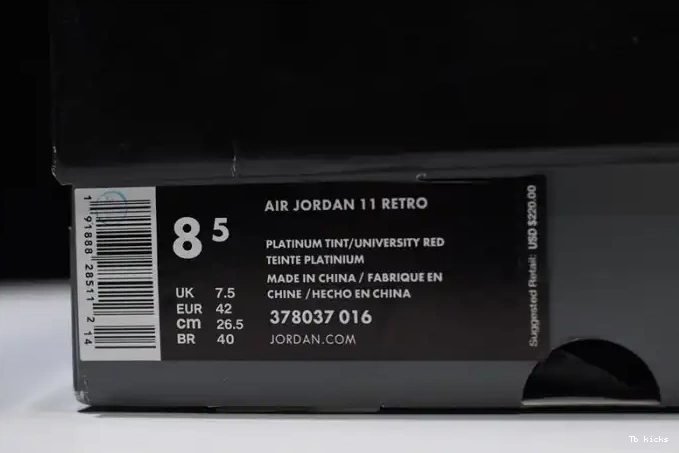 AIR JORDAN 11 RETRO
8 5
PLATINUM TINT/UNIVERSITY RED
TEINTE PLATINIUM
MADE IN CHINA / FABRIQUE EN
CHINE / HECHO EN CHINA
378037 016
JORDAN.COM
UK 7.5
EUR 42
cm 26.5
BR 40
1 91888 28511 2 14
Suggested Retail: USD $220.00
Tb kicks